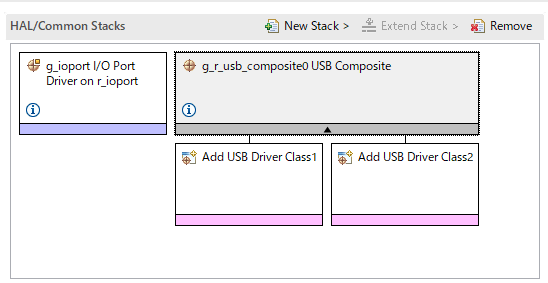 HAL/Common Stacks
New Stack >
Extend Stack >
Remove
g_ioport I/O Port
Driver on r_ioport
g_r_usb_composite0 USB Composite
Add USB Driver Class1
Add USB Driver Class2